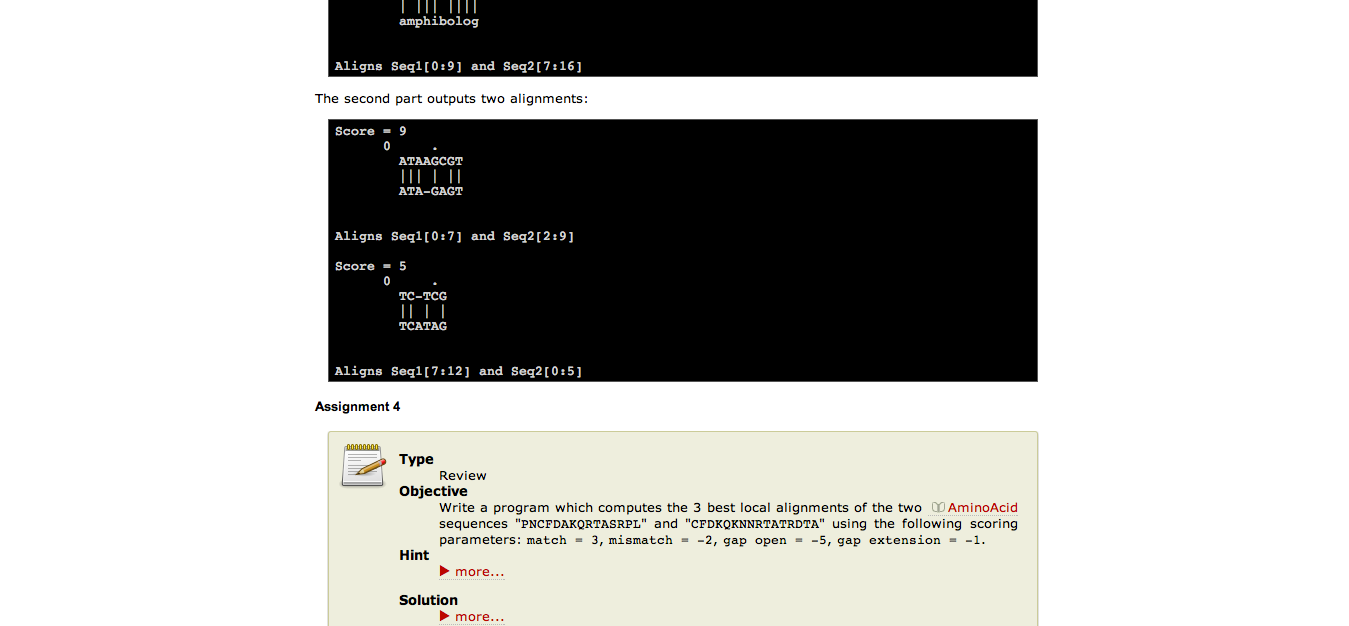 | ||| ||||
amphibolog
Aligns Seq1[0:9] and Seq2[7:16]
The second part outputs two alignments:
Score = 9
0 .
ATAAGCGT
||| | ||
ATA-GAGT
Aligns Seq1[0:7] and Seq2[2:9]
Score = 5
0 .
TC-TCG
|| | |
TCATAG
Aligns Seq1[7:12] and Seq2[0:5]
Assignment 4
Type
Review
Objective
Write a program which computes the 3 best local alignments of the two AminoAcid
sequences "PNCFDAKQRTASRPL" and "CFDKQKNNRTATRDTA" using the following scoring
parameters: match = 3, mismatch = -2, gap open = -5, gap extension = -1.
Hint
more...
Solution
more...